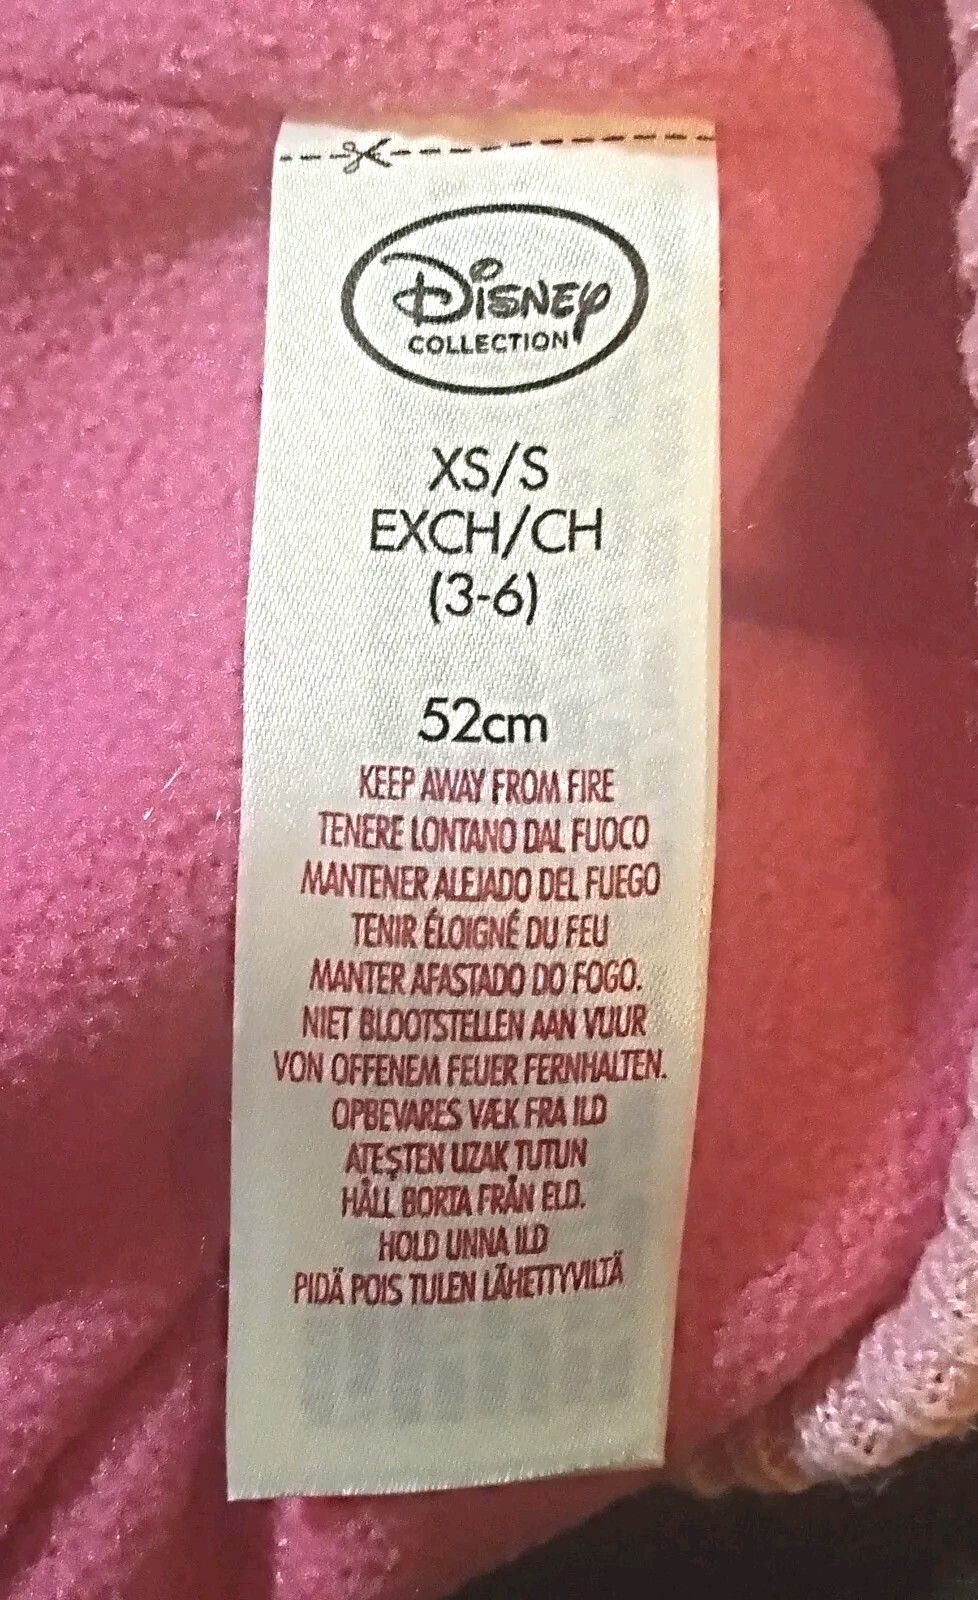 Disney
COLLECTION
XS/S
EXCH/CH
(3-6)
52cm
KEEP AWAY FROM FIRE
TENERE LONTANO DAL FUOCO
MANTENER ALEJADO DEL FUEGO
TENIR ÉLOIGNÉ DU FEU
MANTER AFASTADO DO FOGO.
NIET BLOOTSTELLEN AAN VUUR
VON OFFENEM FEUER FERNHALTEN.
OPBEVARES VÆK FRA ILD
ATEŞTEN UZAK TUTUN
HÅLL BORTA FRÅN ELD.
HOLD UNNA ILD
PIDÄ POIS TULEN LÄHETTYVILTÄ